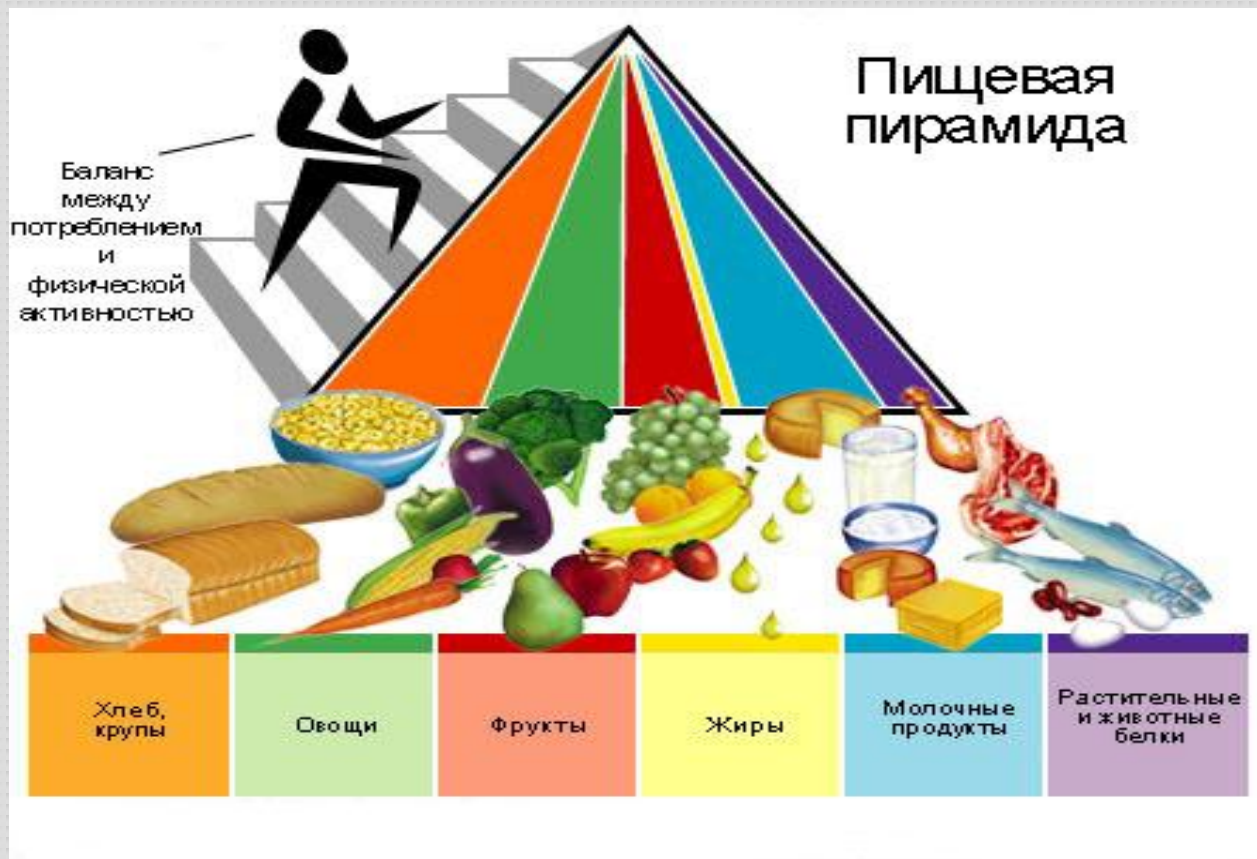 Пищевая
пирамида
Баланс
между
потреблением
и
физической
активностью
Хлеб,
крупы
Овощи
Фрукты
Жиры
Молочные
продукты
Растительные
и животные
белки